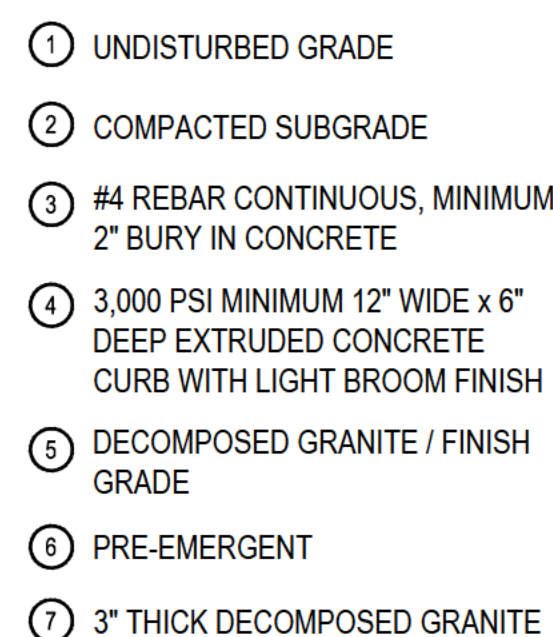 1 UNDISTURBED GRADE
2 COMPACTED SUBGRADE
3 #4 REBAR CONTINUOUS, MINIMUM
2" BURY IN CONCRETE
4 3,000 PSI MINIMUM 12" WIDE x 6"
DEEP EXTRUDED CONCRETE
CURB WITH LIGHT BROOM FINISH
5 DECOMPOSED GRANITE / FINISH
GRADE
6 PRE-EMERGENT
7 3" THICK DECOMPOSED GRANITE